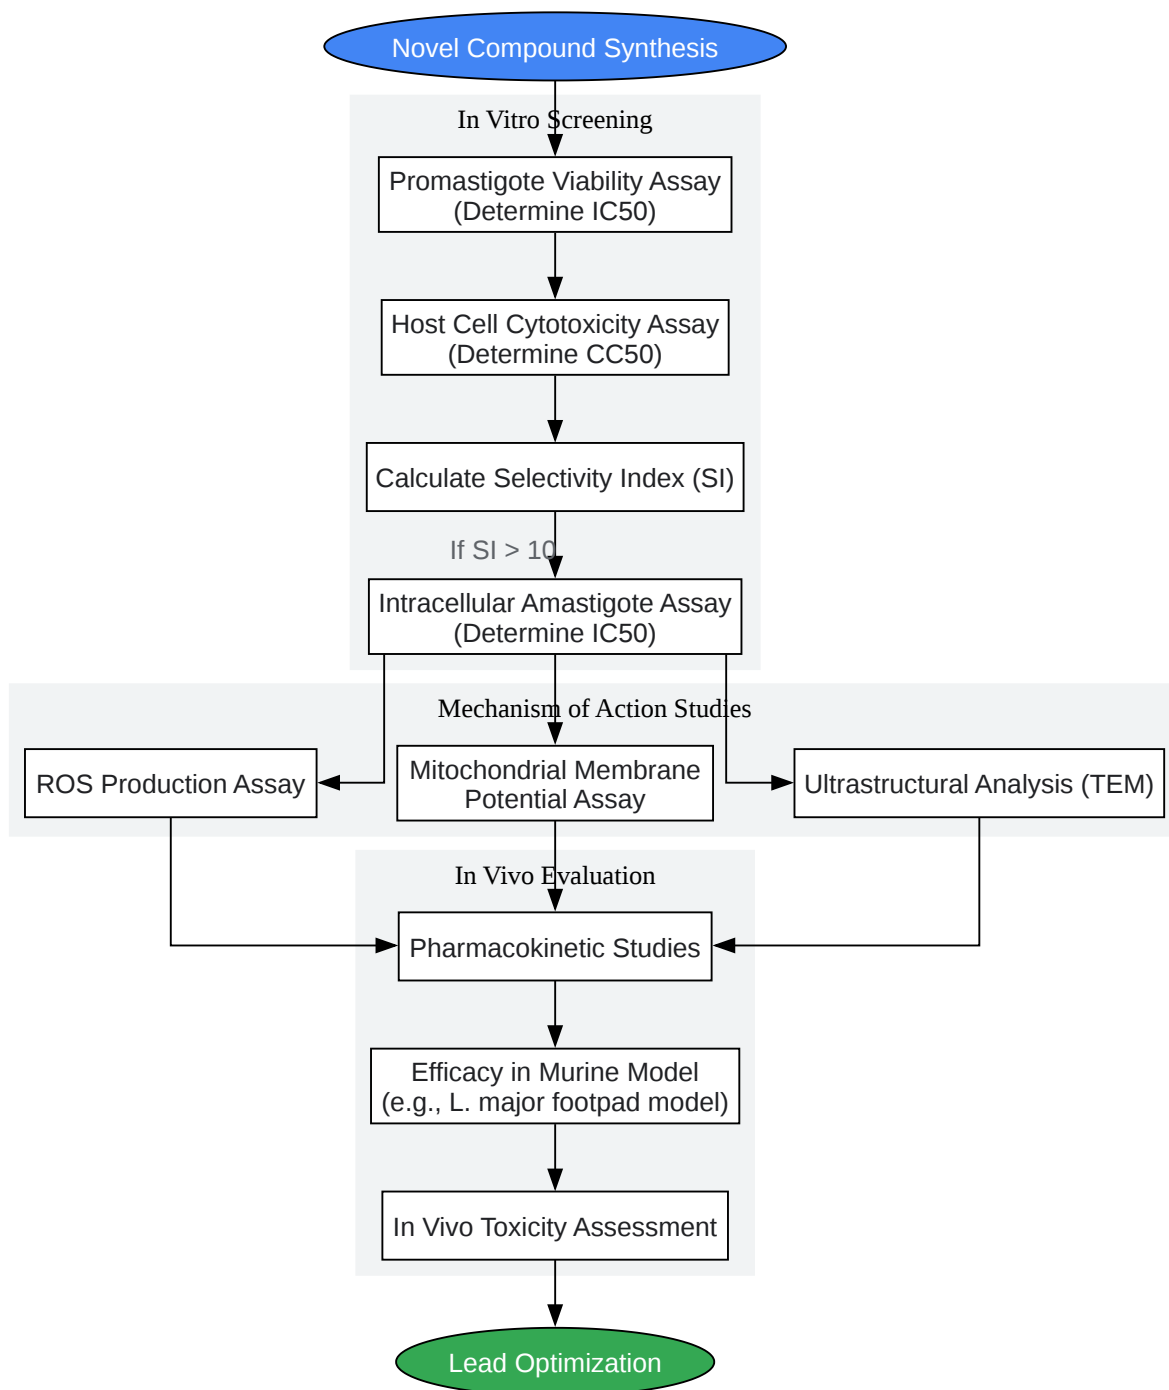 Novel Compound Synthesis
In Vitro Screening
Promastigote Viability Assay
(Determine IC50)
Host Cell Cytotoxicity Assay
(Determine CC50)
Calculate Selectivity Index (SI)
If SI > 10
Intracellular Amastigote Assay
(Determine IC50)
Mechanism of Action Studies
ROS Production Assay
Mitochondrial Membrane
Potential Assay
Ultrastructural Analysis (TEM)
In Vivo Evaluation
Pharmacokinetic Studies
Efficacy in Murine Model
(e.g., L. major footpad model)
In Vivo Toxicity Assessment
Lead Optimization